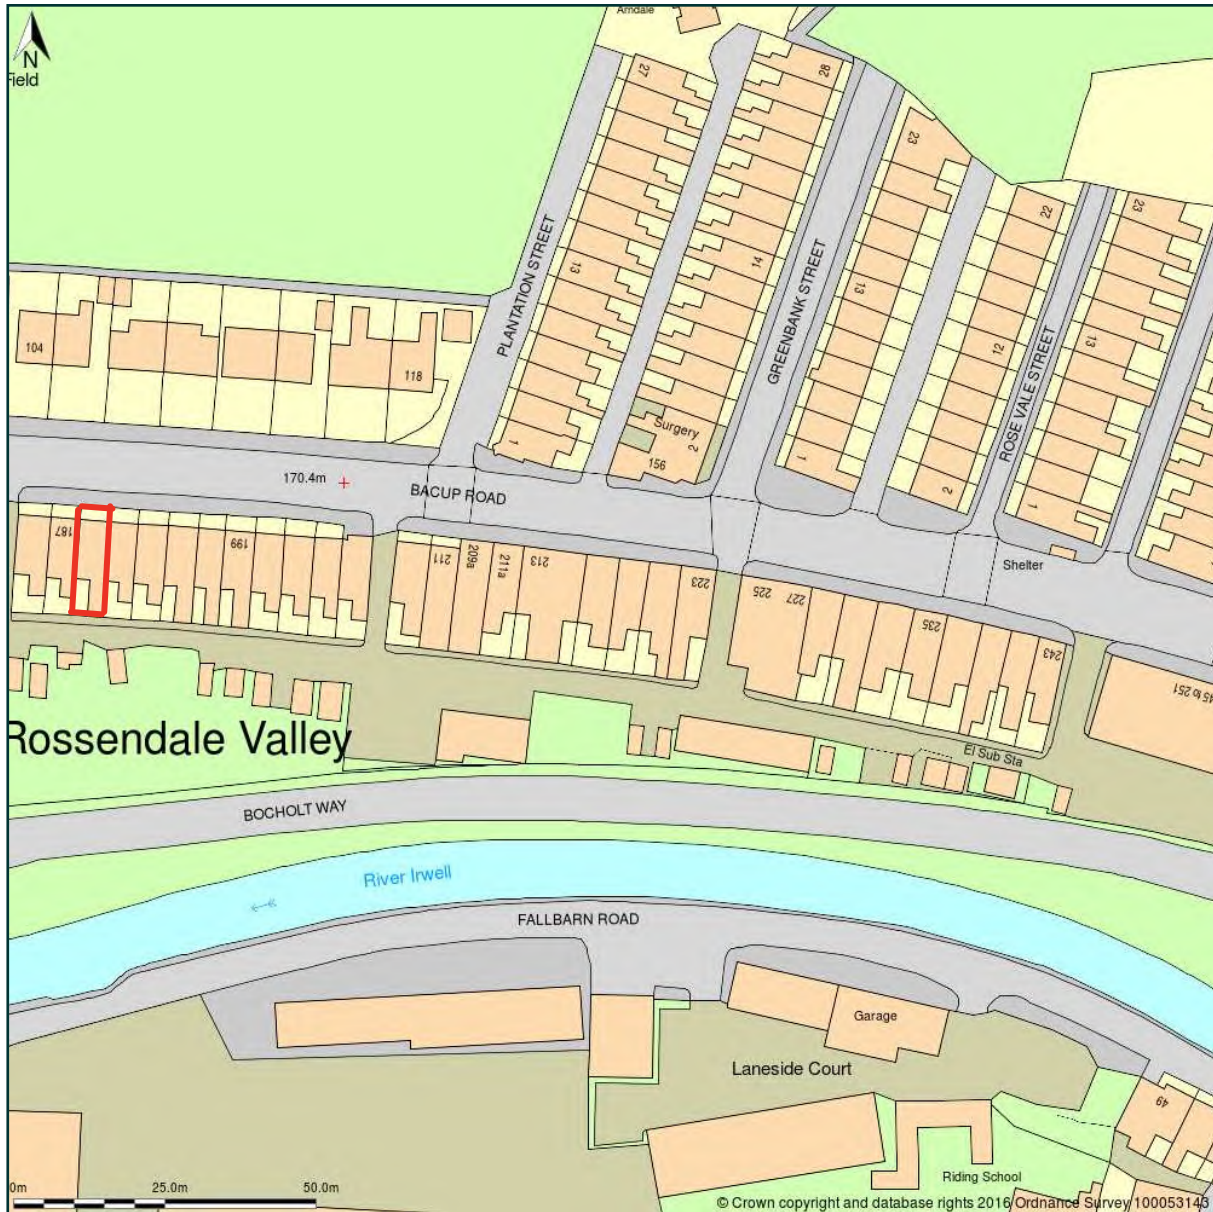 Arndale
N
Field
27
28
23
22
23
13
14
13
12
13
PLANTATION STREET
GREENBANK STREET
ROSE VALE STREET
104
118
1
Surgery
156
2
1
2
1
1
170.4m
BACUP ROAD
Shelter
187
199
211
209a
211a
213
223
225
227
235
243
45 to 251
El Sub Sta
Rossendale Valley
BOCHOLT WAY
River Irwell
FALLBARN ROAD
Garage
Laneside Court
49
Riding School
0m
25.0m
50.0m
© Crown copyright and database rights 2016 Ordnance Survey 100053143